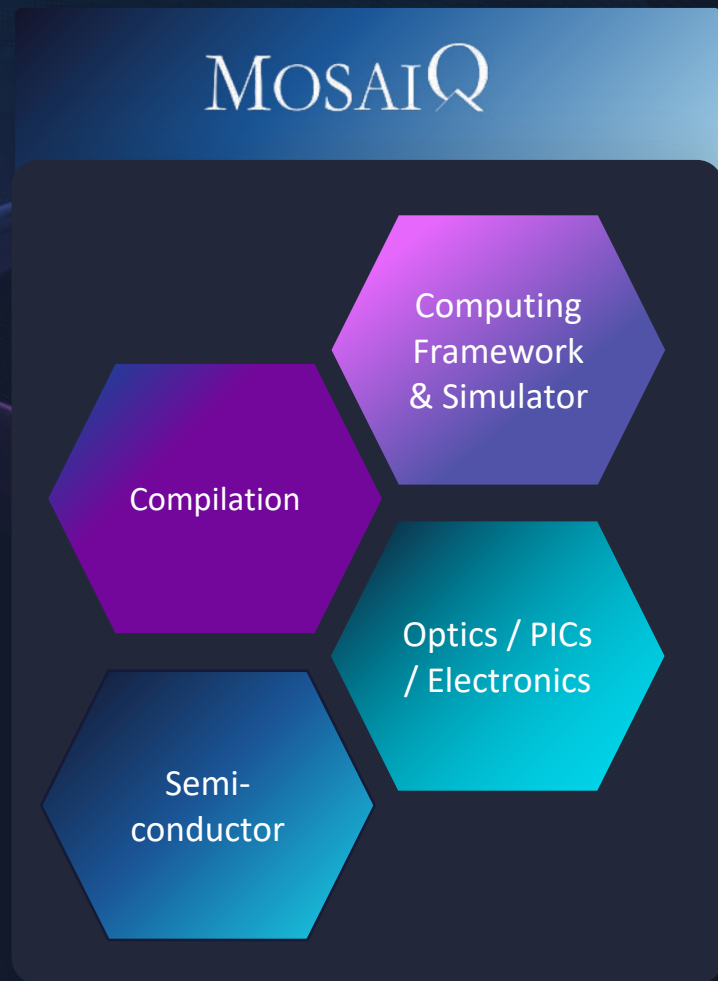 MOSAIQ
Computing
Framework
& Simulator
Compilation
Optics / PICs
/ Electronics
Semi-
conductor